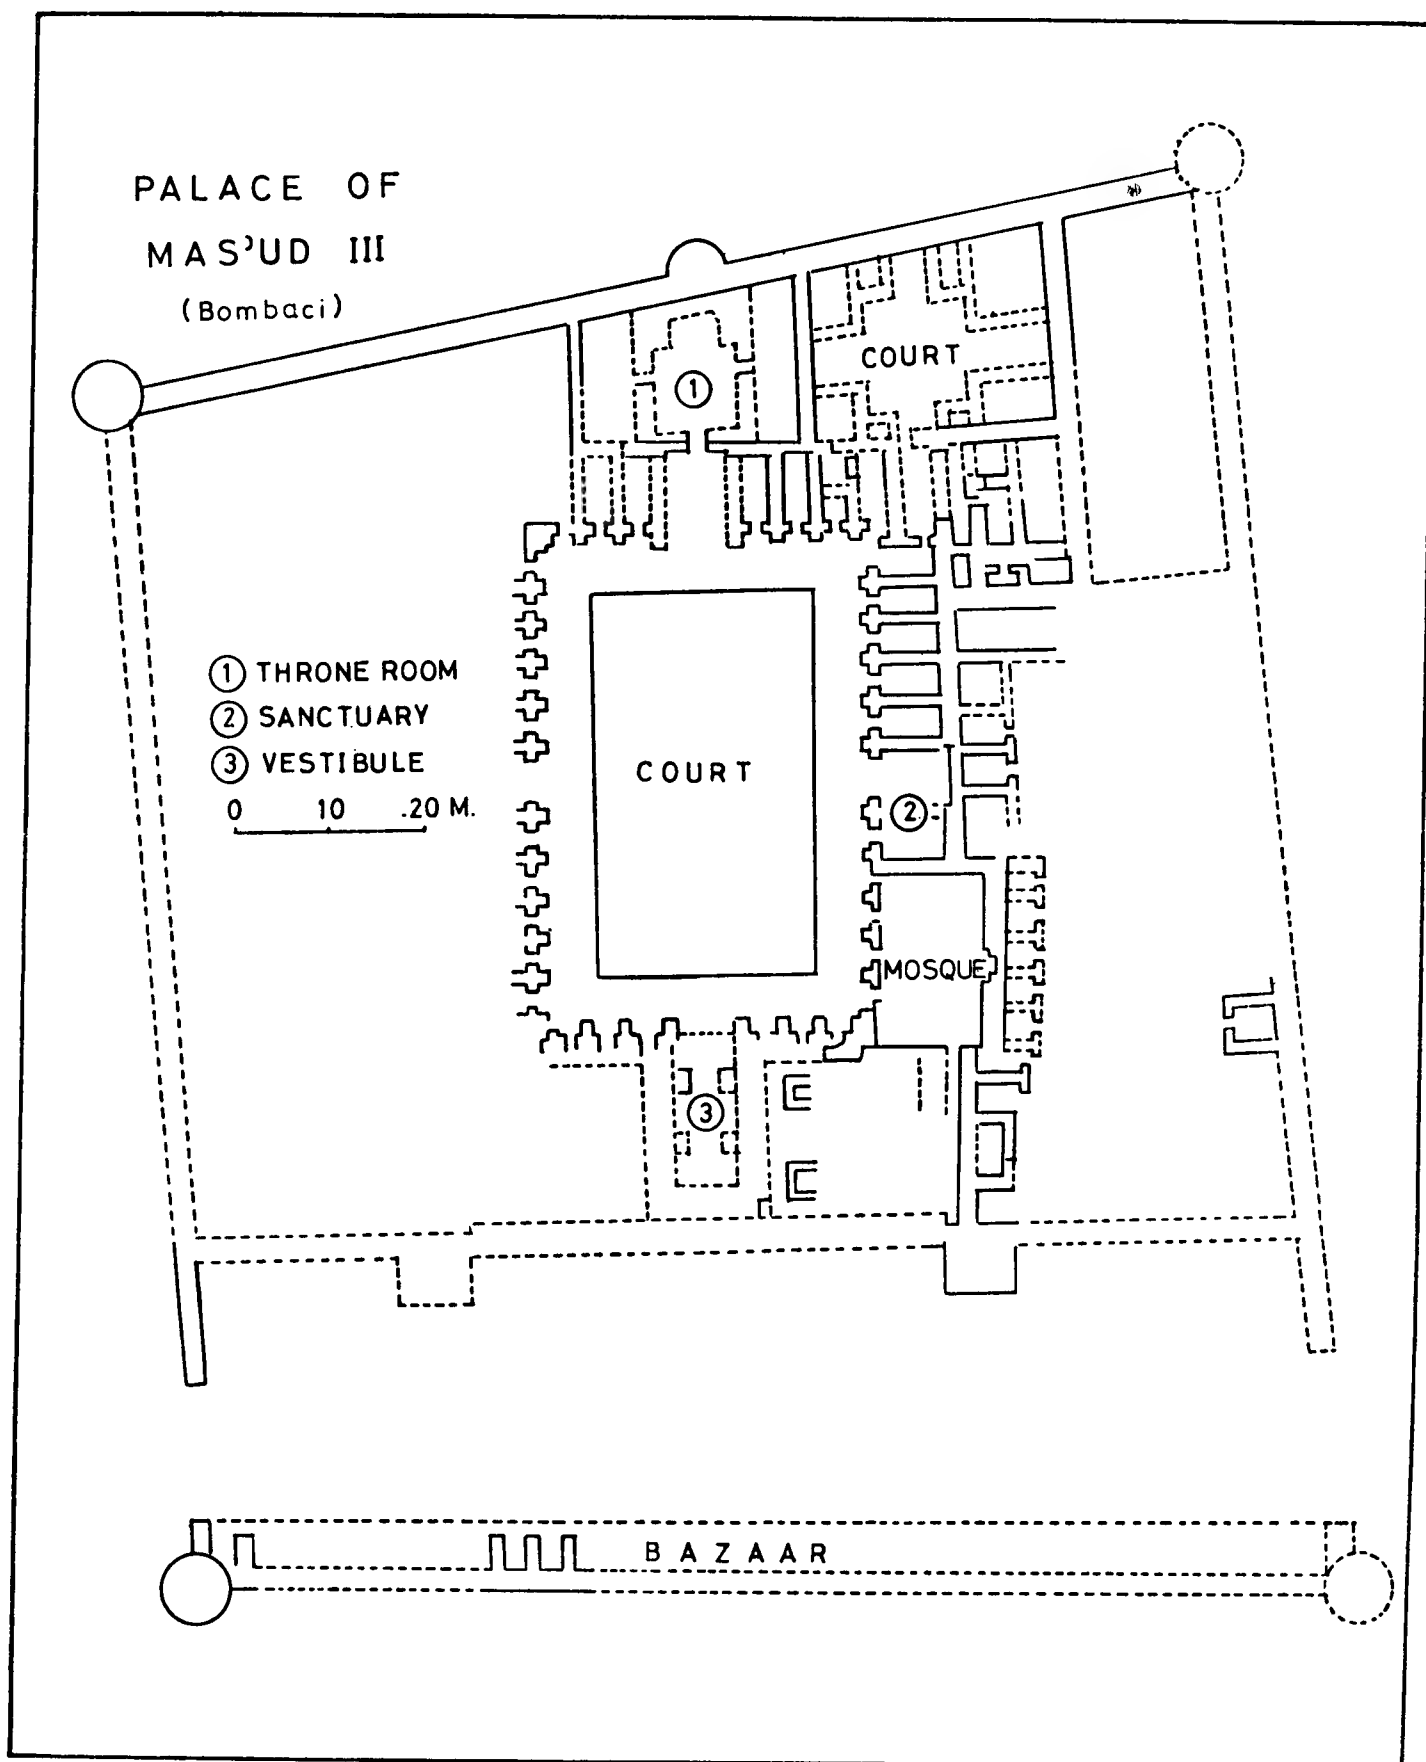 PALACE OF
MAS'UD III
(Bombaci)
COURT
1
1 THRONE ROOM
2 SANCTUARY
3 VESTIBULE
0 10 .20 M.
COURT
2
MOSQUE
3
BAZAAR